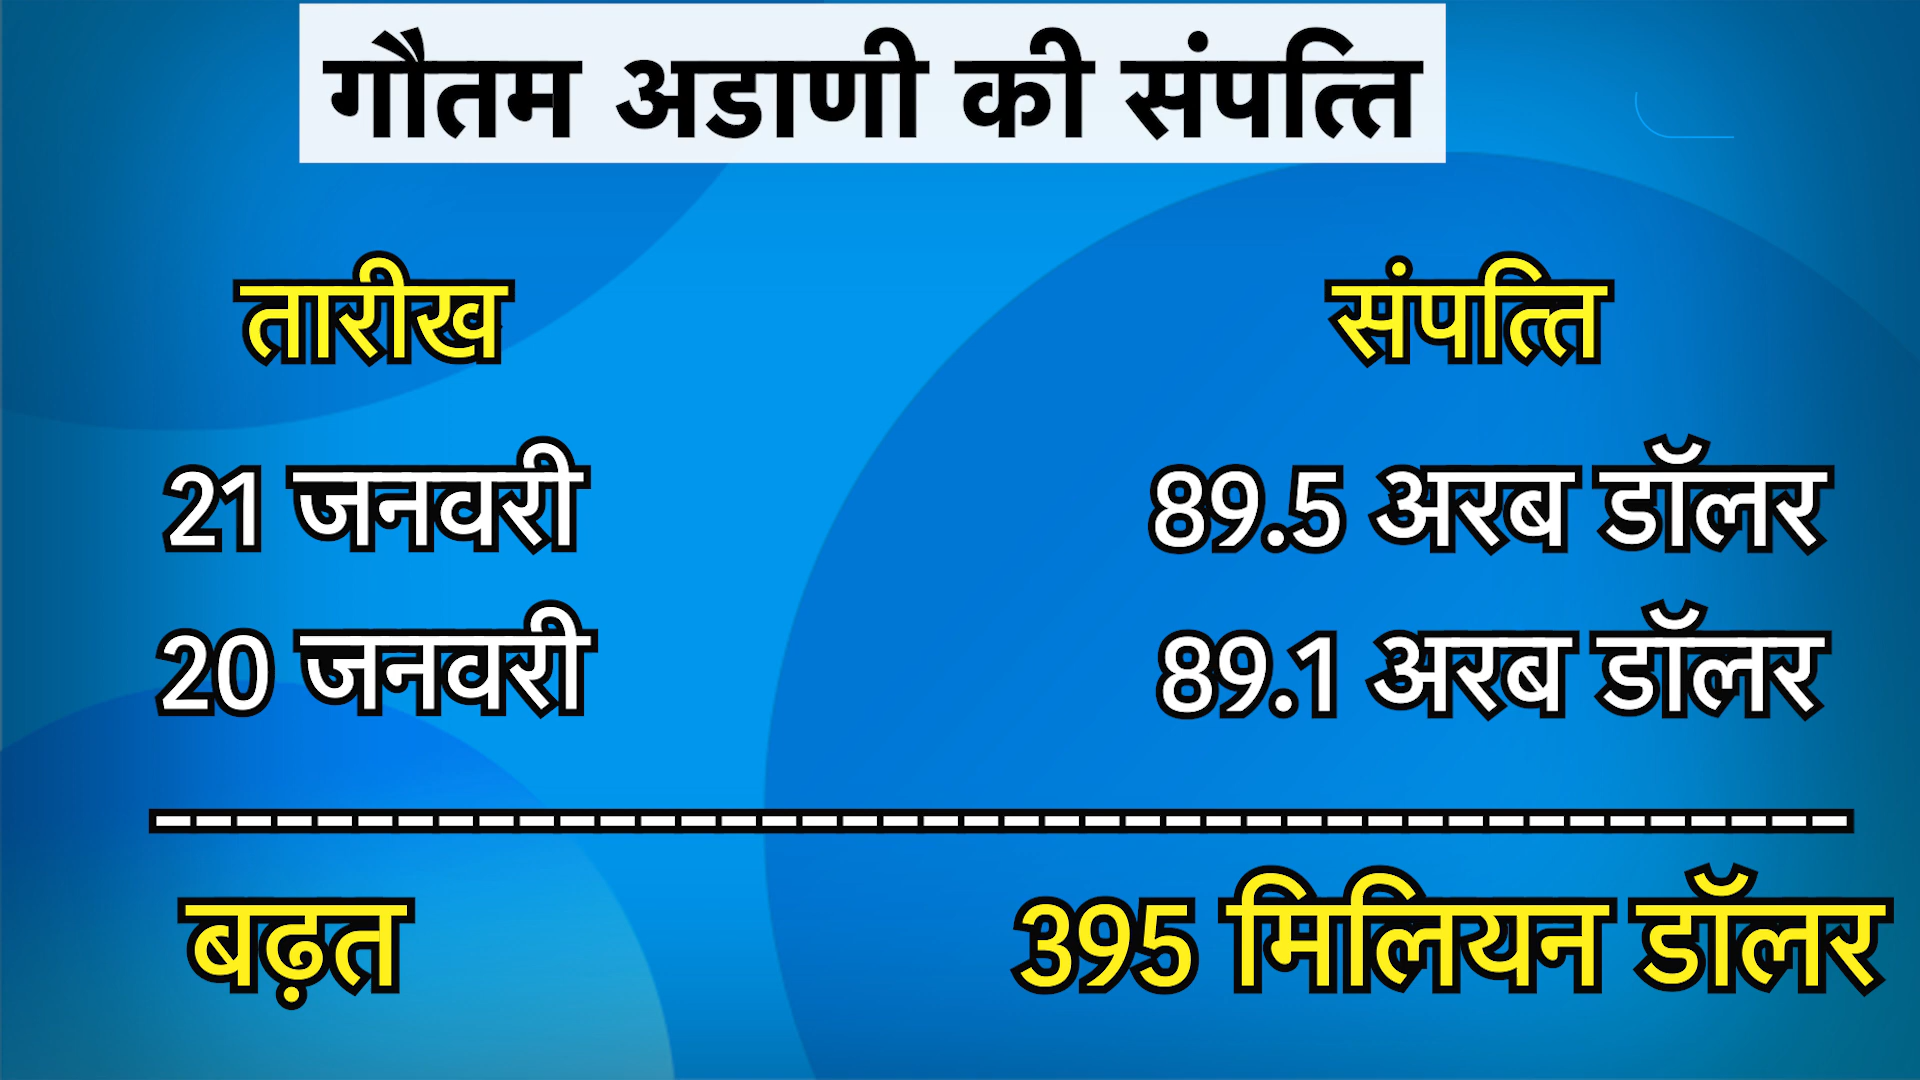 गौतम अडाणी की संपत्ति
तारीख संपत्ति
21 जनवरी 89.5 अरब डॉलर
20 जनवरी 89.1 अरब डॉलर
बढ़त 395 मिलियन डॉलर